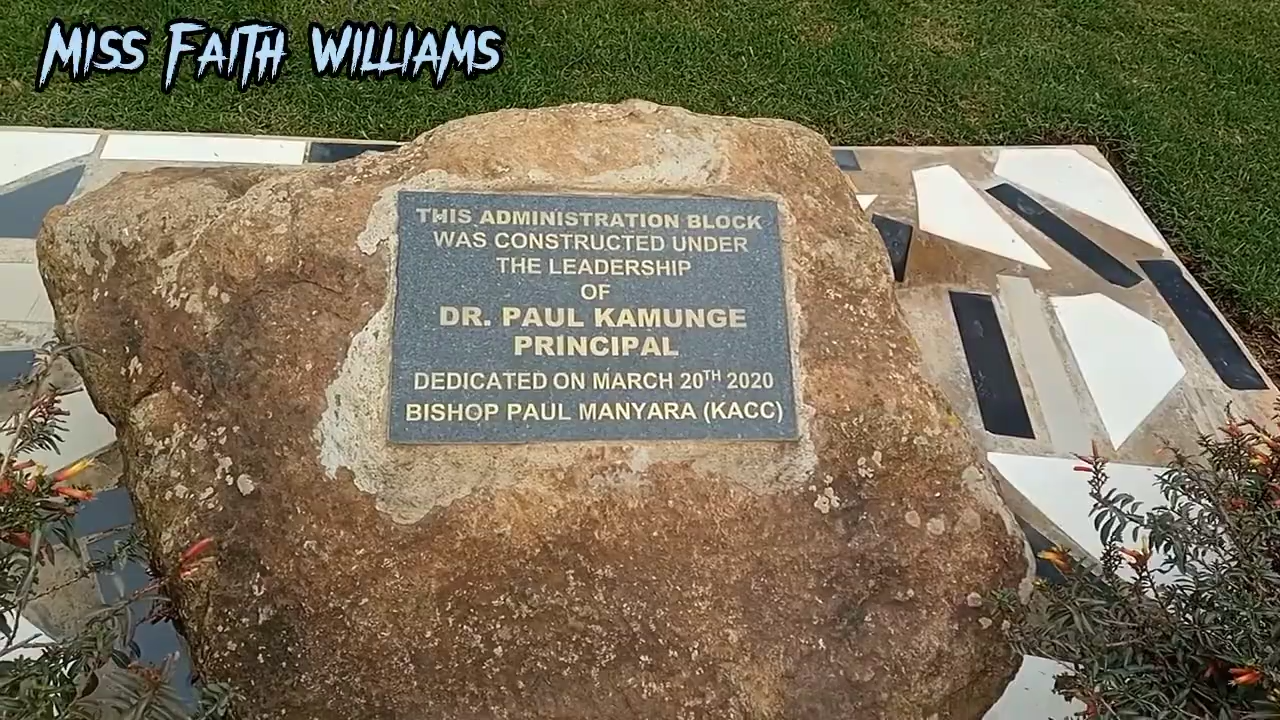 MISS FAITH WILLIAMS
THIS ADMINISTRATION BLOCK
WAS CONSTRUCTED UNDER
THE LEADERSHIP
OF
DR. PAUL KAMUNGE
PRINCIPAL
DEDICATED ON MARCH 20TH 2020
BISHOP PAUL MANYARA (KACC)